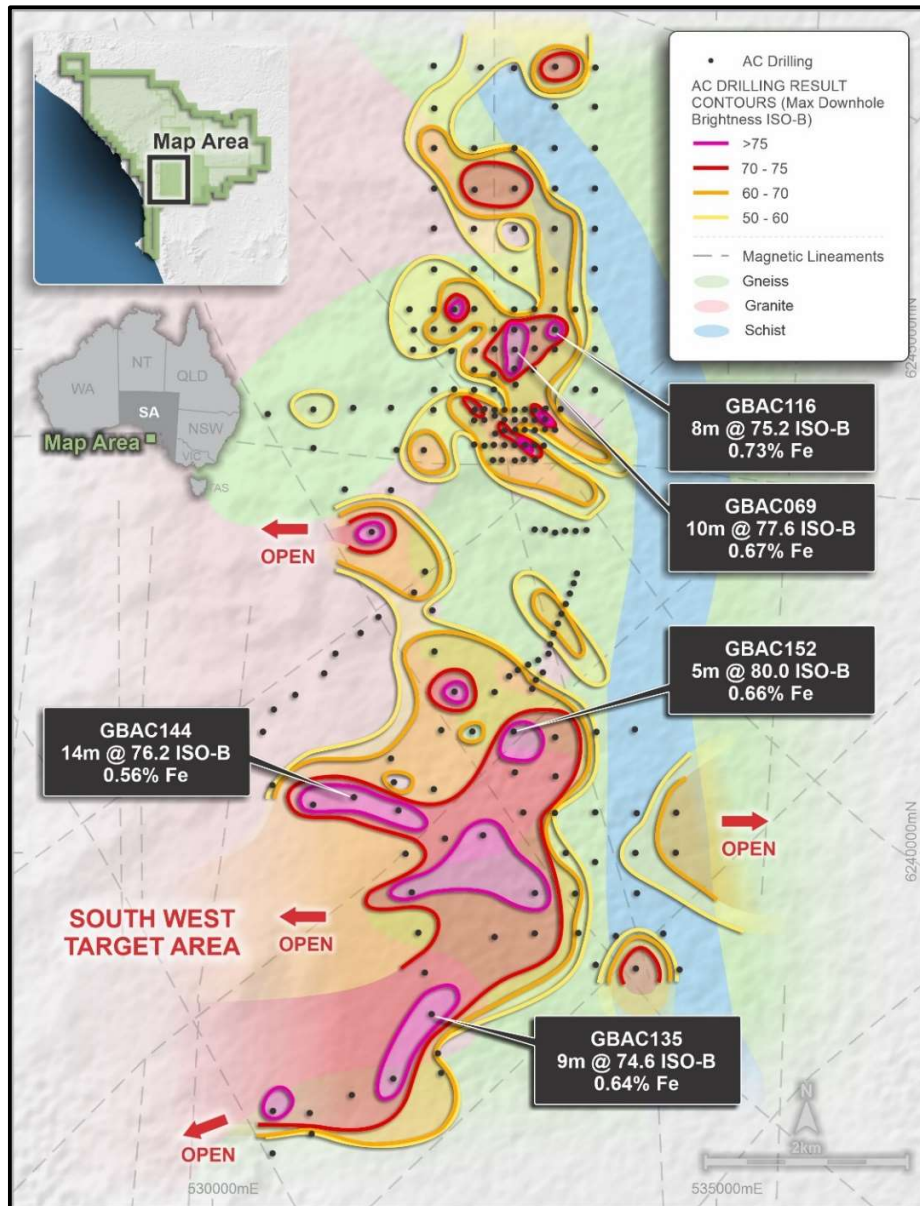 Map Area
AC Drilling
AC DRILLING RESULT
CONTOURS (Max Downhole
Brightness ISO-B)
>75
70 - 75
60 - 70
50 - 60
Magnetic Lineaments
Gneiss
Granite
Schist
WA
NT
QLD
SA
NSW
VIC
TAS
Map Area
6245000mN
GBAC116
8m @ 75.2 ISO-B
0.73% Fe
GBAC069
10m @ 77.6 ISO-B
0.67% Fe
OPEN
GBAC152
5m @ 80.0 ISO-B
0.66% Fe
GBAC144
14m @ 76.2 ISO-B
0.56% Fe
OPEN
6240000mN
SOUTH WEST
TARGET AREA
OPEN
GBAC135
9m @ 74.6 ISO-B
0.64% Fe
OPEN
N
2km
530000mE
535000mE